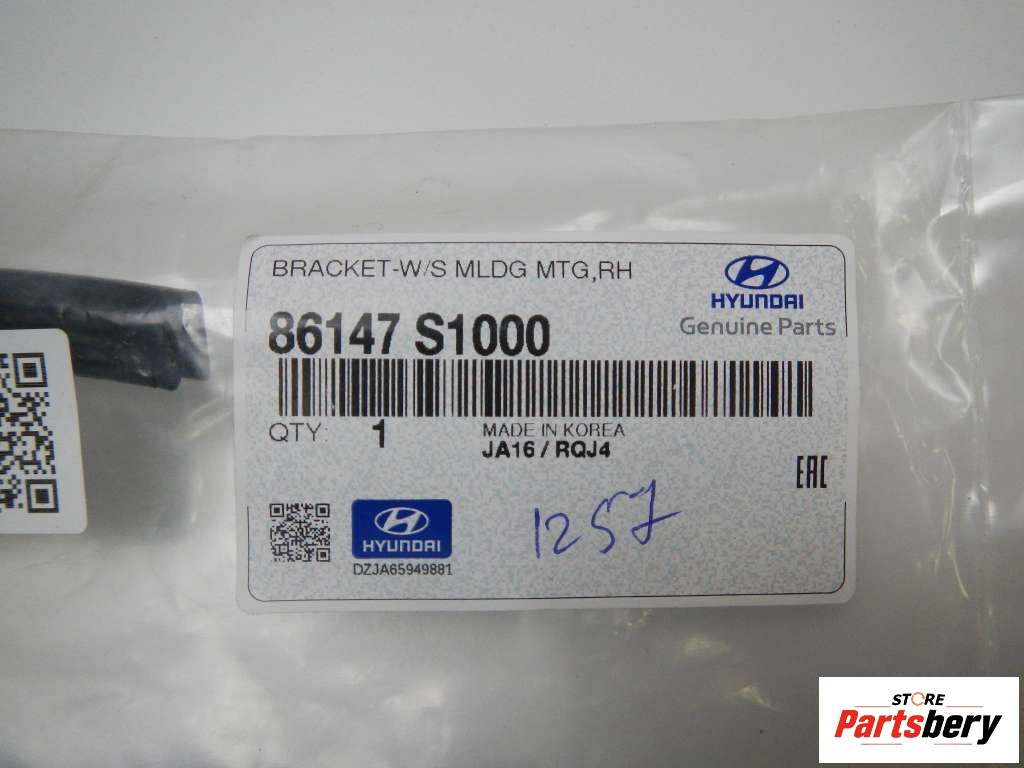 BRACKET-W/S MLDG MTG,RH
HYUNDAI
Genuine Parts
86147 S1000
QTY: 1
MADE IN KOREA
JA16 / RQJ4
EAC
HYUNDAI
DZJA65949881
1257
STORE
Partsbery